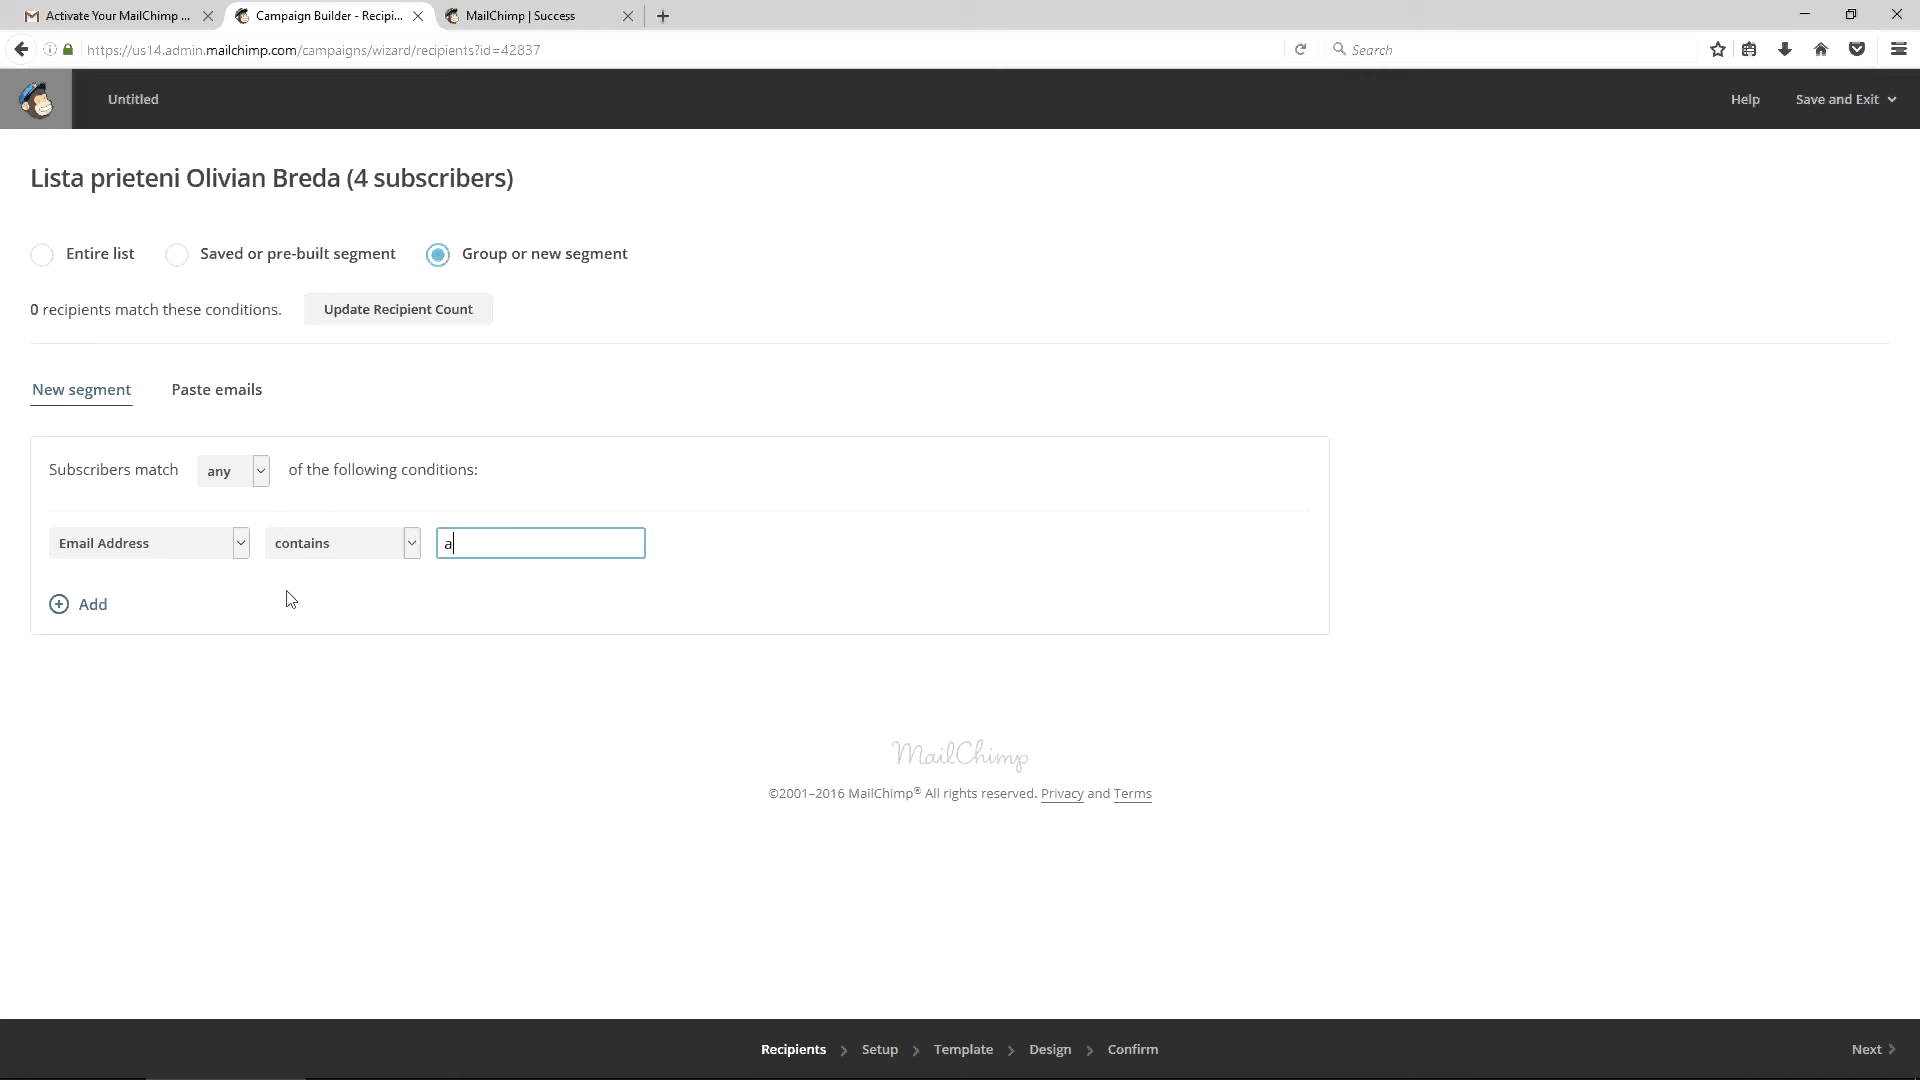 Activate Your MailChimp ...
Campaign Builder - Recipi...
MailChimp | Success
https://us14.admin.mailchimp.com/campaigns/wizard/recipients?id=42837
Search
Untitled
Help
Save and Exit
Lista prieteni Olivian Breda (4 subscribers)
Entire list
Saved or pre-built segment
Group or new segment
0 recipients match these conditions.
Update Recipient Count
New segment
Paste emails
Subscribers match any of the following conditions:
Email Address
contains
a
Add
MailChimp
©2001–2016 MailChimp® All rights reserved. Privacy and Terms
Recipients
Setup
Template
Design
Confirm
Next